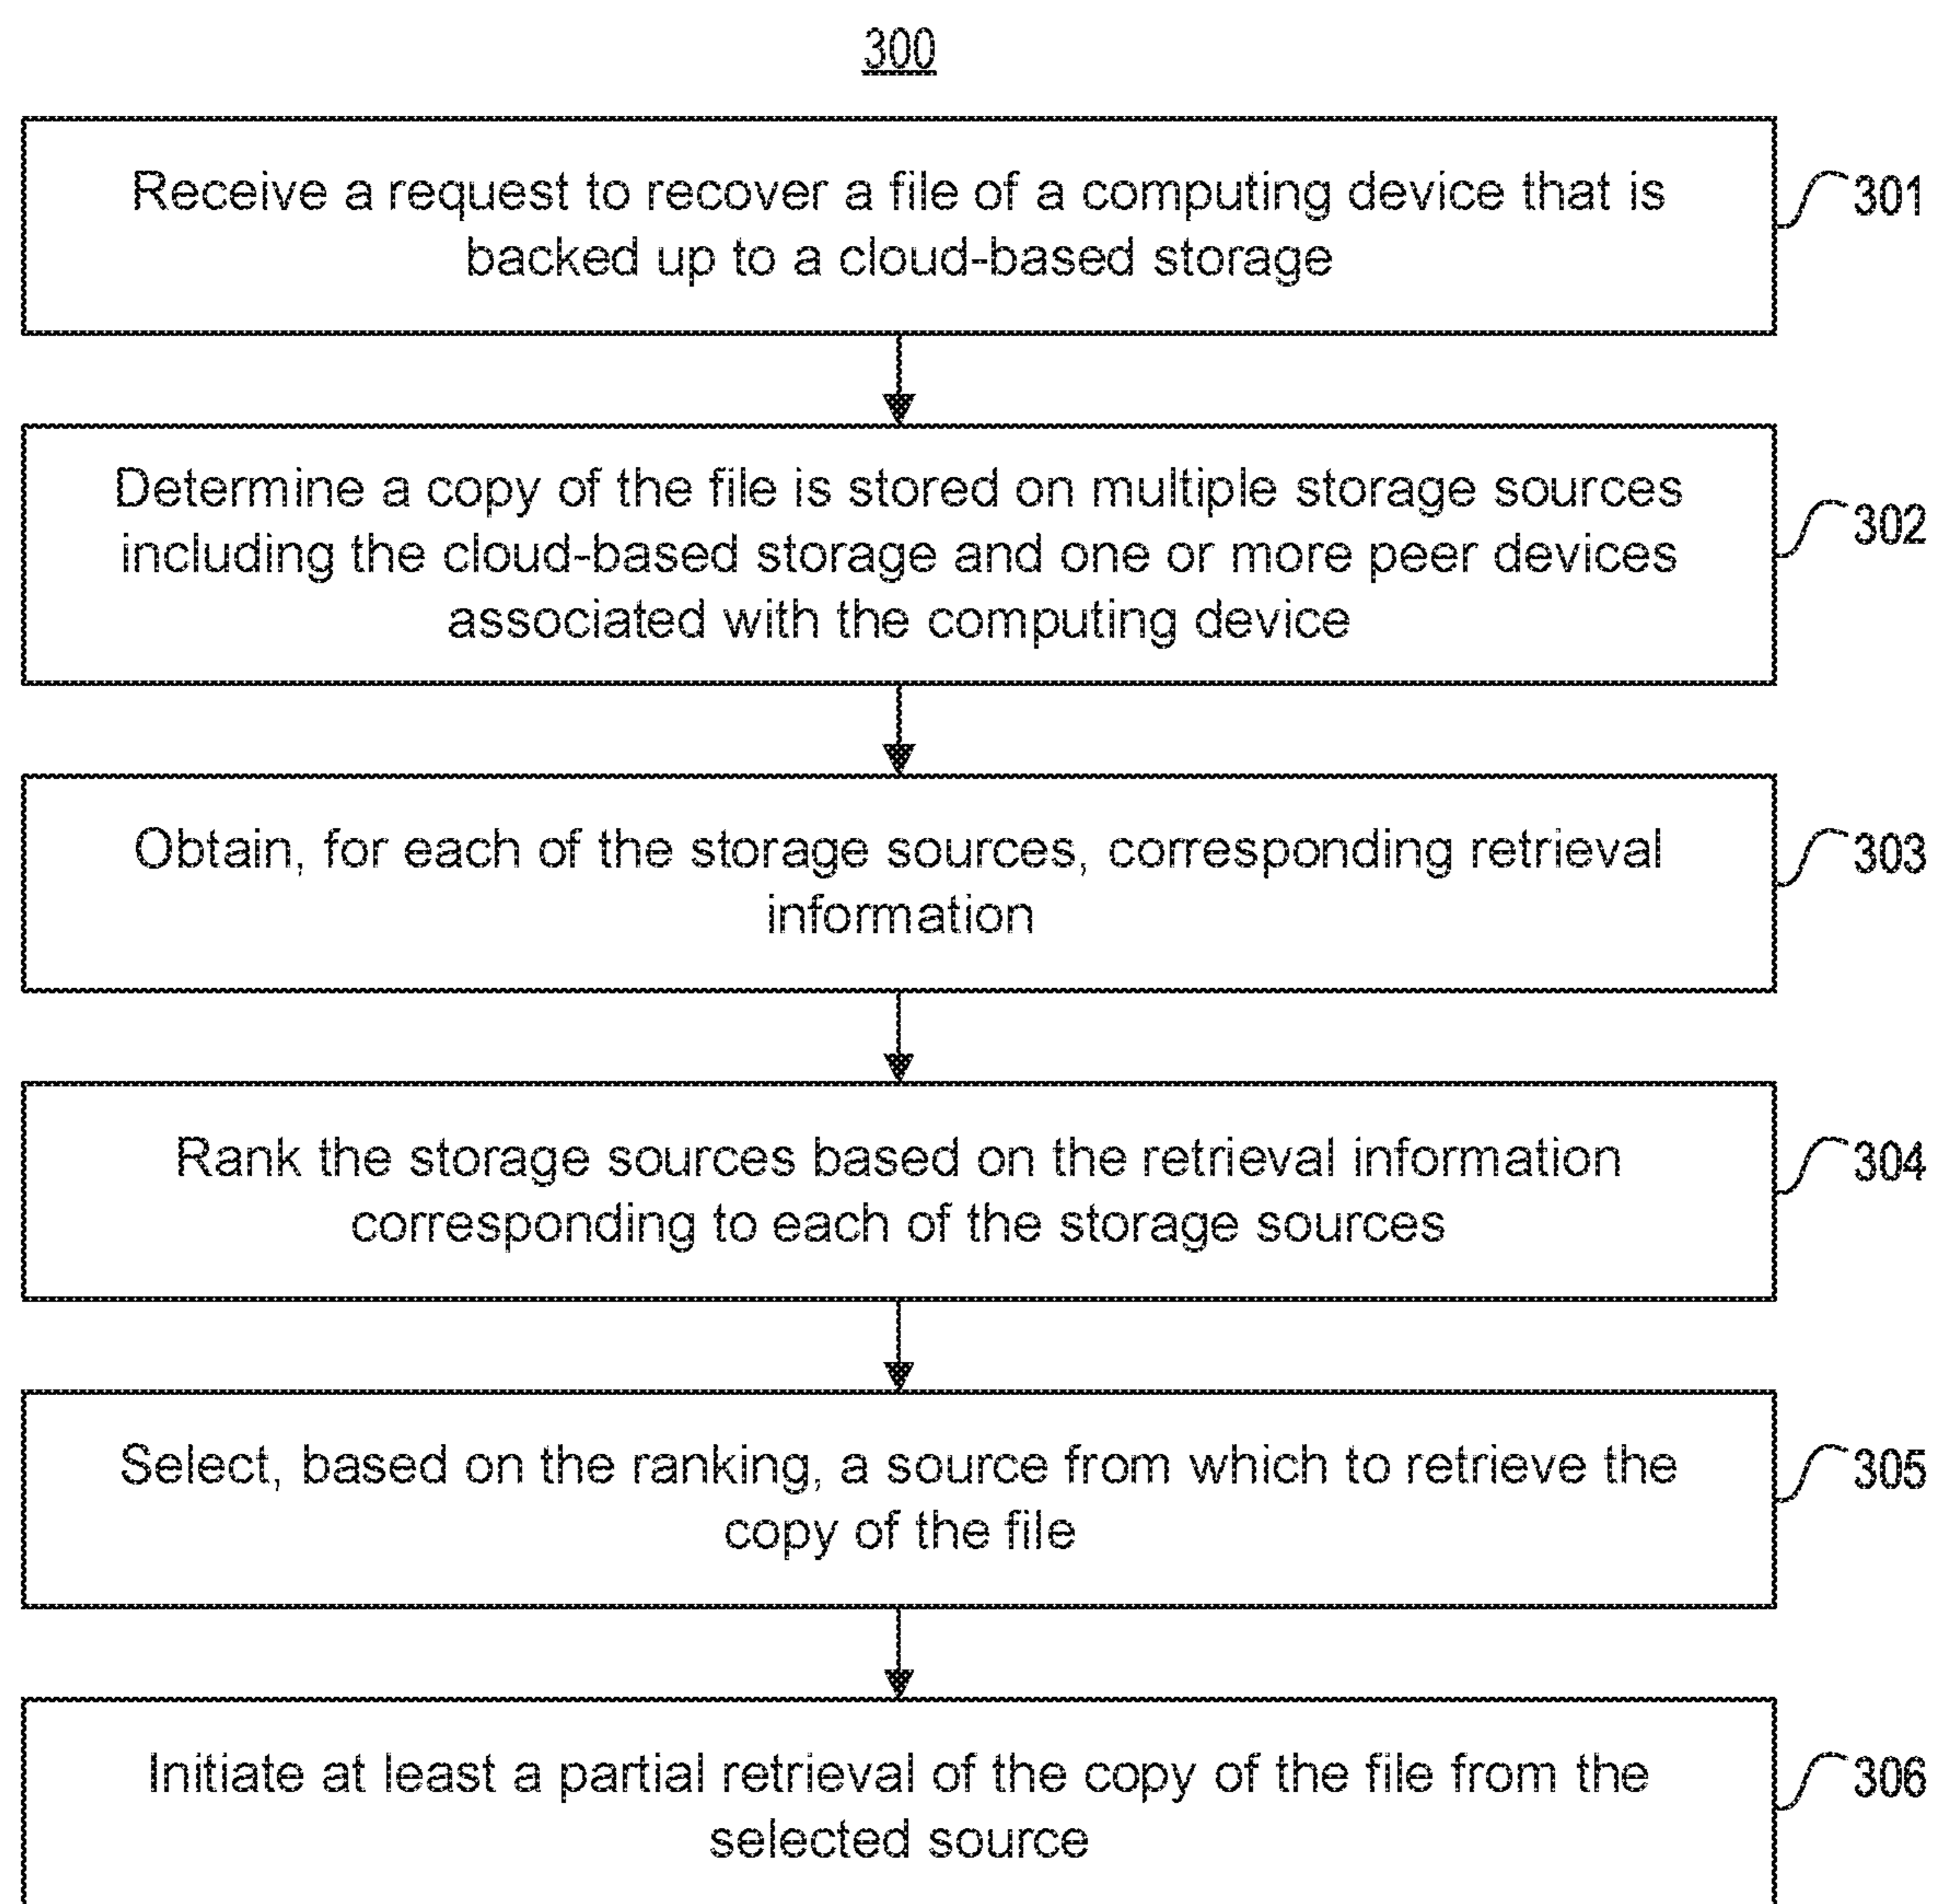 300
Receive a request to recover a file of a computing device that is
backed up to a cloud-based storage
301
Determine a copy of the file is stored on multiple storage sources
including the cloud-based storage and one or more peer devices
associated with the computing device
302
Obtain, for each of the storage sources, corresponding retrieval
information
303
Rank the storage sources based on the retrieval information
corresponding to each of the storage sources
304
Select, based on the ranking, a source from which to retrieve the
copy of the file
305
Initiate at least a partial retrieval of the copy of the file from the
selected source
306